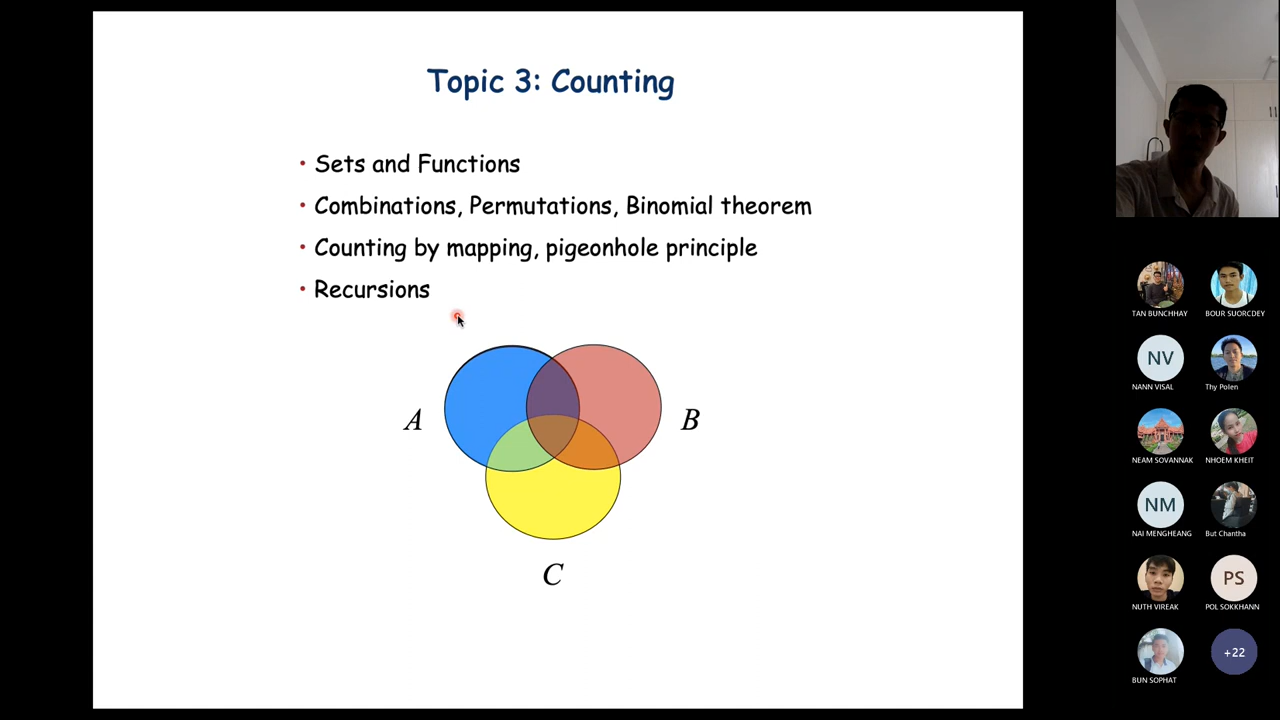 Topic 3: Counting
• Sets and Functions
• Combinations, Permutations, Binomial theorem
• Counting by mapping, pigeonhole principle
• Recursions
A
B
C
TAN BUNCHHAY
BOUR SUORCDEY
NV
NANN VISAL
Thy Polen
NEAM SOVANNAK
NHOEM KHEIT
NM
NAI MENGHEANG
But Chantha
NUTH VIREAK
PS
POL SOKKHANN
BUN SOPHAT
+22